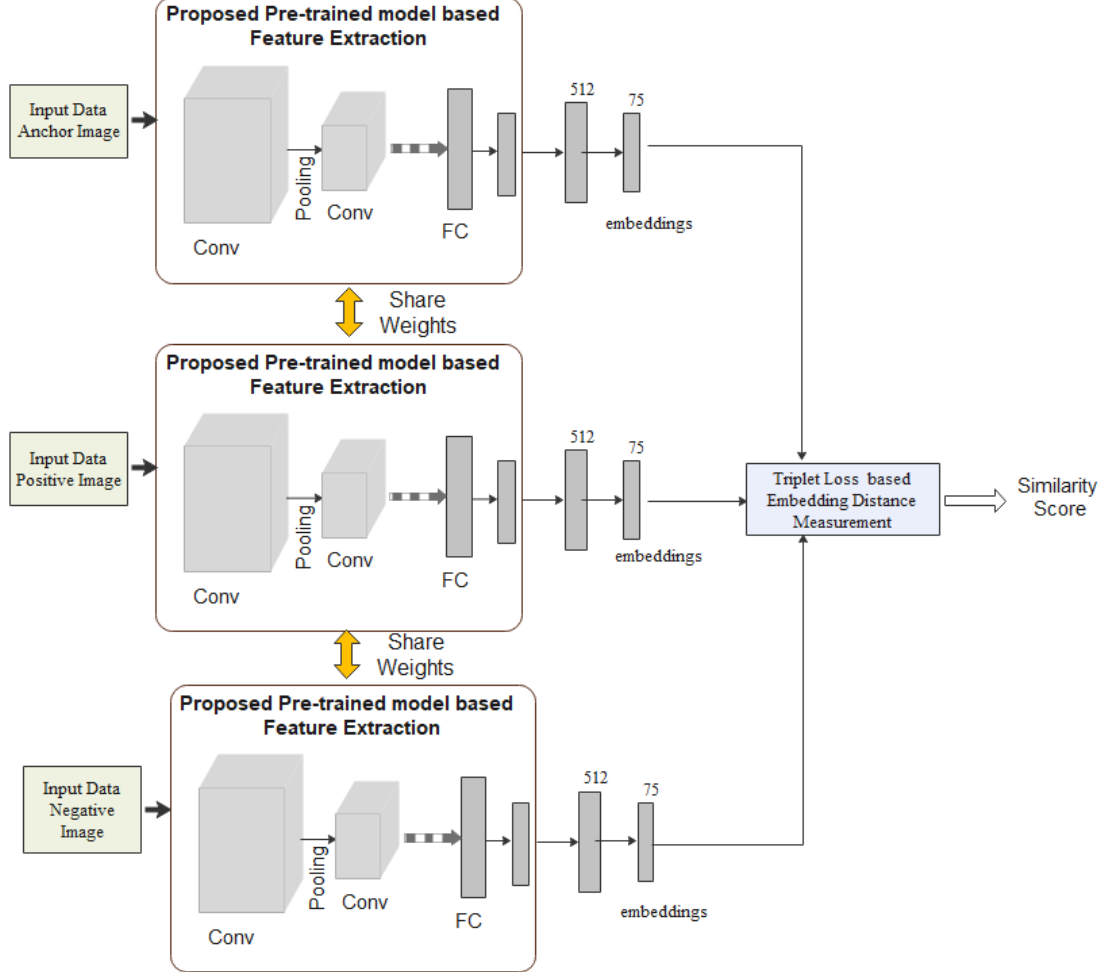 Proposed Pre-trained model based
Feature Extraction
Input Data
Anchor Image
Pooling
Conv
Conv
FC
512
75
embeddings
Share
Weights
Proposed Pre-trained model based
Feature Extraction
Input Data
Positive Image
Pooling
Conv
Conv
FC
512
75
embeddings
Triplet Loss based
Embedding Distance
Measurement
Similarity
Score
Share
Weights
Proposed Pre-trained model based
Feature Extraction
Input Data
Negative
Image
Pooling
Conv
Conv
FC
512
75
embeddings